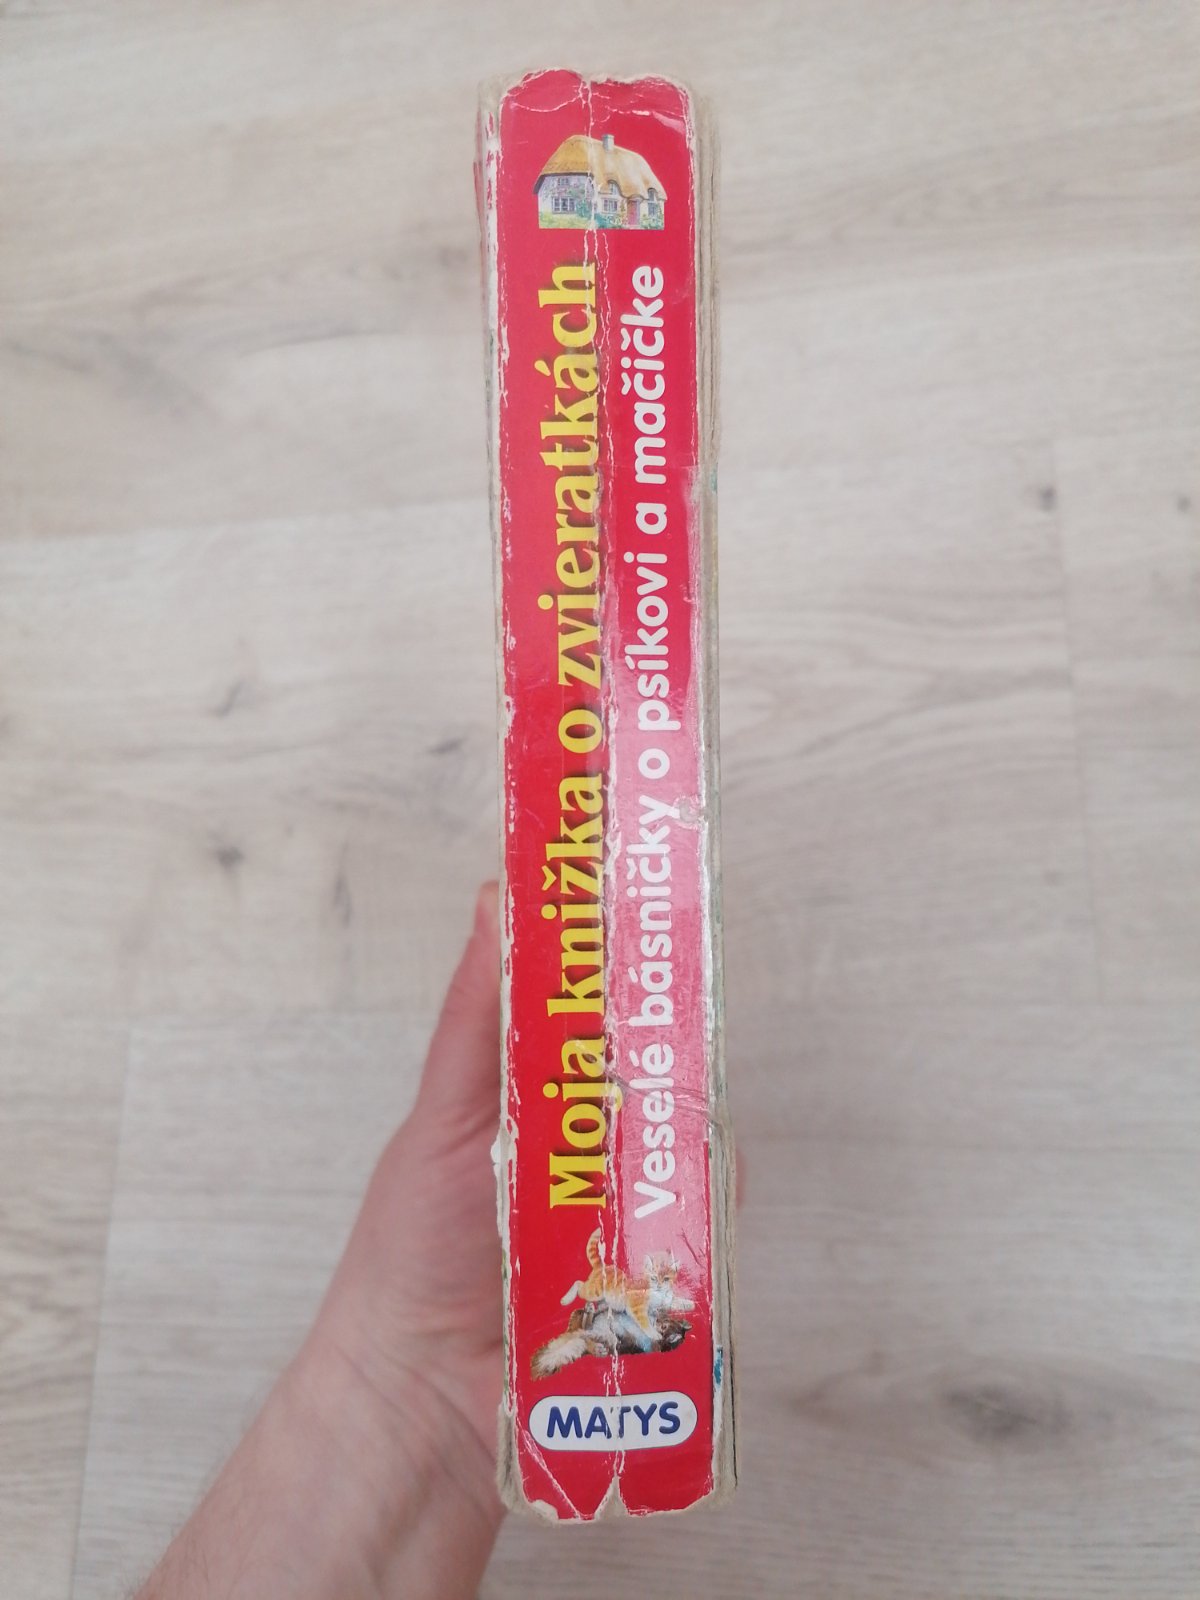 Moja knižka o zvieratkách
Veselé básničky o psíkovi a mačičke
MATYS